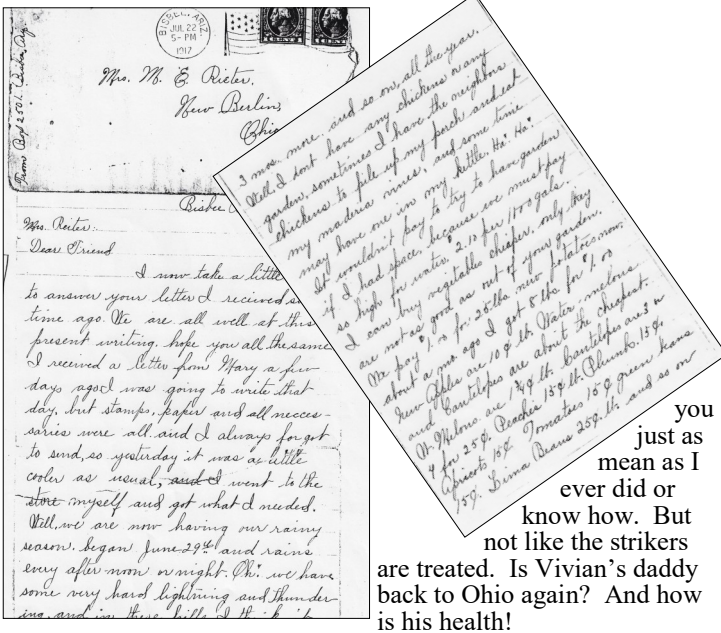 BISBEE, ARIZ.
JUL 22
5-PM
1917
From Box 2501. Bisbee, Ariz.
Mrs. M. E. Rieter,
New Berlin,
Ohio
Bisbee
Mrs. Reiter:
Dear Friend
I now take a little
to answer your letter I received
time ago. We are all well at this
present writing, hope you all the same
I received a letter from Mary a few
days ago I was going to write that
day, but stamps, paper and all necces-
saries were all and I always forgot
to send, so yesterday it was a little
cooler as usual, and I went to the
store myself and got what I needed.
Well, we are now having our rainy
season, began June 29th and rains
every after noon or night. Oh! we have
some very hard lightning and thunder-
ing, and in these hills I think
3 mos. more, and so on, all the year.
Well I dont have any chickens or any
garden, sometimes I have the neighbors
chickens to file up my porch and eat
my maderia vines, and some time
may have one in my kettle, Ha! Ha!
It wouldn't pay to try to have garden
if I had space, because we must pay
so high for water, $2.10 per 1100 gals.
I can buy vegetables cheaper, only they
are not as good as out of your garden.
We pay $1.00 for 25 lbs new potatoes now.
about a mo. ago I got 8 lbs for $1.00
New apples are 10¢ lb. Water-melons
and Cantelopes are about the cheapest.
W. Melons are 1¾¢ lb. Cantelopes are 3 or
4 for 25¢. Peaches 15¢ lb. Plumbs. 15¢.
Apricots 15¢ Tomatoes 15¢ green beans
15¢. Lima Beans 25¢. lb. and so on
you
just as
mean as I
ever did or
know how.  But
not like the strikers
are treated.  Is Vivian’s daddy
back to Ohio again?  And how
is his health!